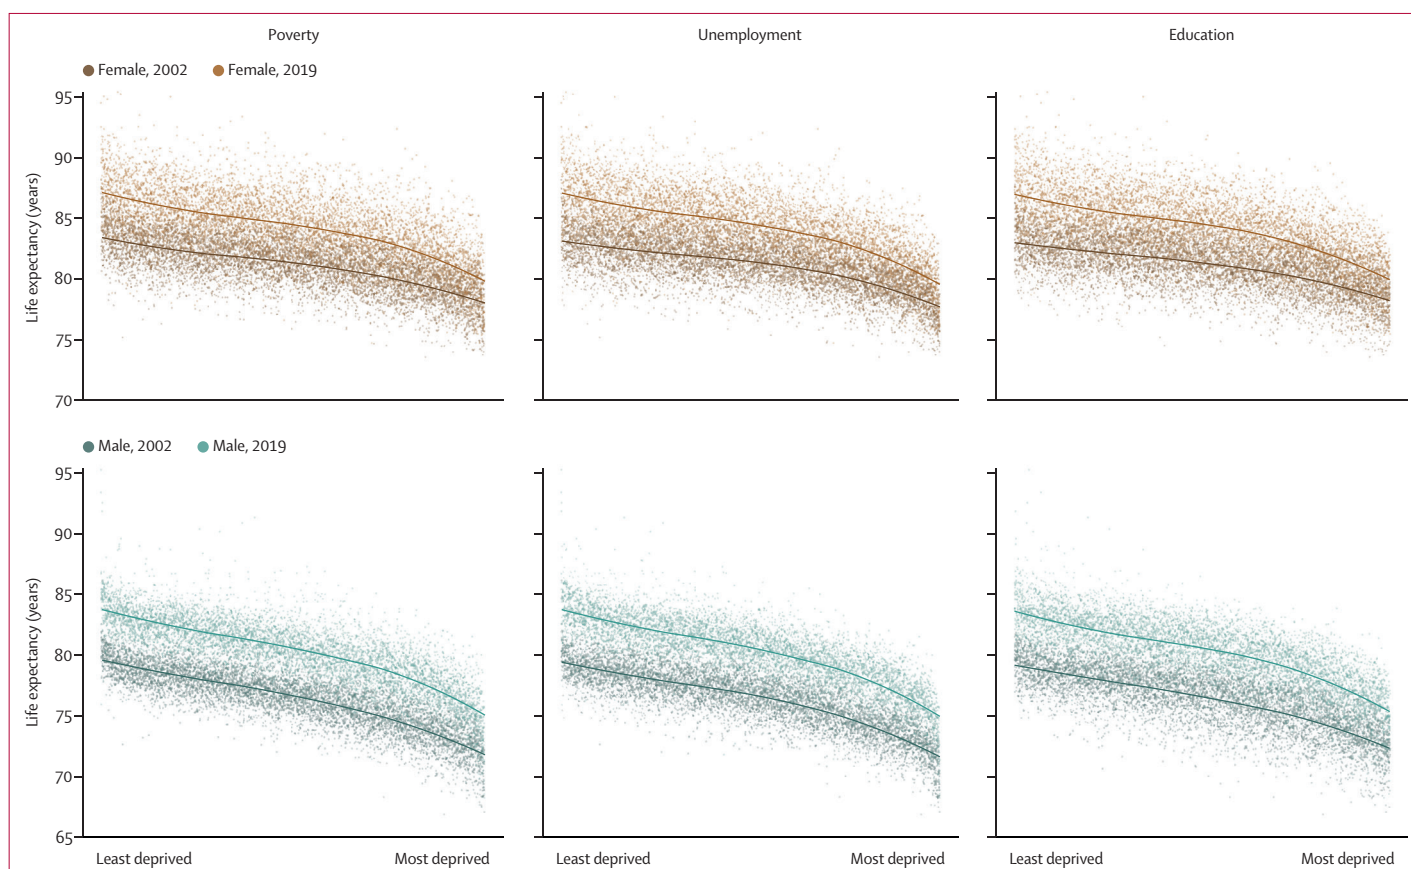 Poverty
Unemployment
Education
Female, 2002
Female, 2019
Life expectancy (years)
95
90
85
80
75
70
Male, 2002
Male, 2019
Life expectancy (years)
95
90
85
80
75
70
65
Least deprived
Most deprived
Least deprived
Most deprived
Least deprived
Most deprived